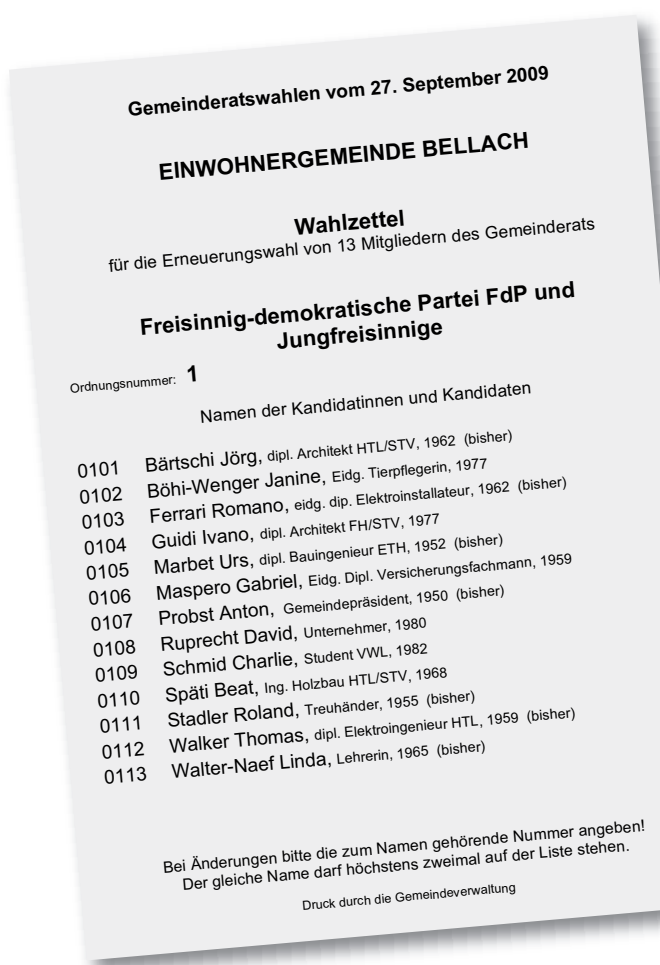 Gemeinderatswahlen vom 27. September 2009
EINWOHNERGEMEINDE BELLACH
Wahlzettel
für die Erneuerungswahl von 13 Mitgliedern des Gemeinderats
Freisinnig-demokratische Partei FdP und
Jungfreisinnige
Ordnungsnummer: 1
Namen der Kandidatinnen und Kandidaten
0101 Bärtschi Jörg, dipl. Architekt HTL/STV, 1962 (bisher)
0102 Böhi-Wenger Janine, Eidg. Tierpflegerin, 1977
0103 Ferrari Romano, eidg. dip. Elektroinstallateur, 1962 (bisher)
0104 Guidi Ivano, dipl. Architekt FH/STV, 1977
0105 Marbet Urs, dipl. Bauingenieur ETH, 1952 (bisher)
0106 Maspero Gabriel, Eidg. Dipl. Versicherungsfachmann, 1959
0107 Probst Anton, Gemeindepräsident, 1950 (bisher)
0108 Ruprecht David, Unternehmer, 1980
0109 Schmid Charlie, Student VWL, 1982
0110 Späti Beat, Ing. Holzbau HTL/STV, 1968
0111 Stadler Roland, Treuhänder, 1955 (bisher)
0112 Walker Thomas, dipl. Elektroingenieur HTL, 1959 (bisher)
0113 Walter-Naef Linda, Lehrerin, 1965 (bisher)
Bei Änderungen bitte die zum Namen gehörende Nummer angeben!
Der gleiche Name darf höchstens zweimal auf der Liste stehen.
Druck durch die Gemeindeverwaltung